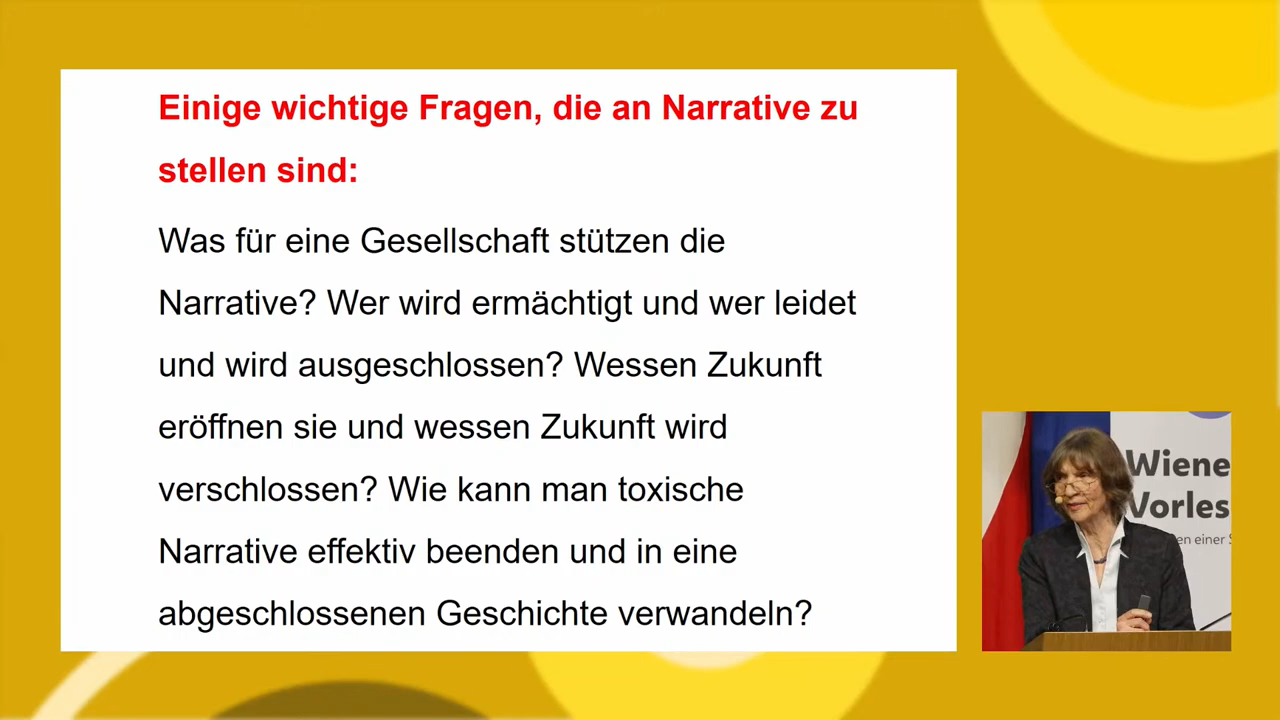 Einige wichtige Fragen, die an Narrative zu
stellen sind:
Was für eine Gesellschaft stützen die
Narrative? Wer wird ermächtigt und wer leidet
und wird ausgeschlossen? Wessen Zukunft
eröffnen sie und wessen Zukunft wird
verschlossen? Wie kann man toxische
Narrative effektiv beenden und in eine
abgeschlossenen Geschichte verwandeln?
Wiene
Vorles
en einer S